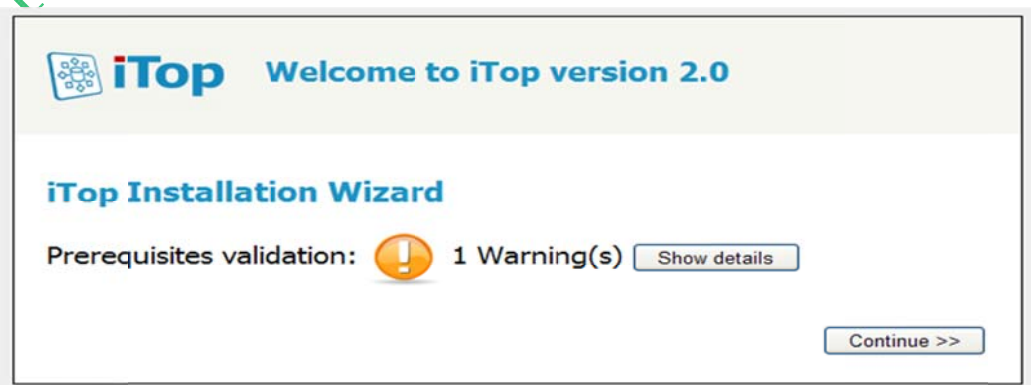 iTop Welcome to iTop version 2.0
iTop Installation Wizard
Prerequisites validation: 1 Warning(s) Show details
Continue >>